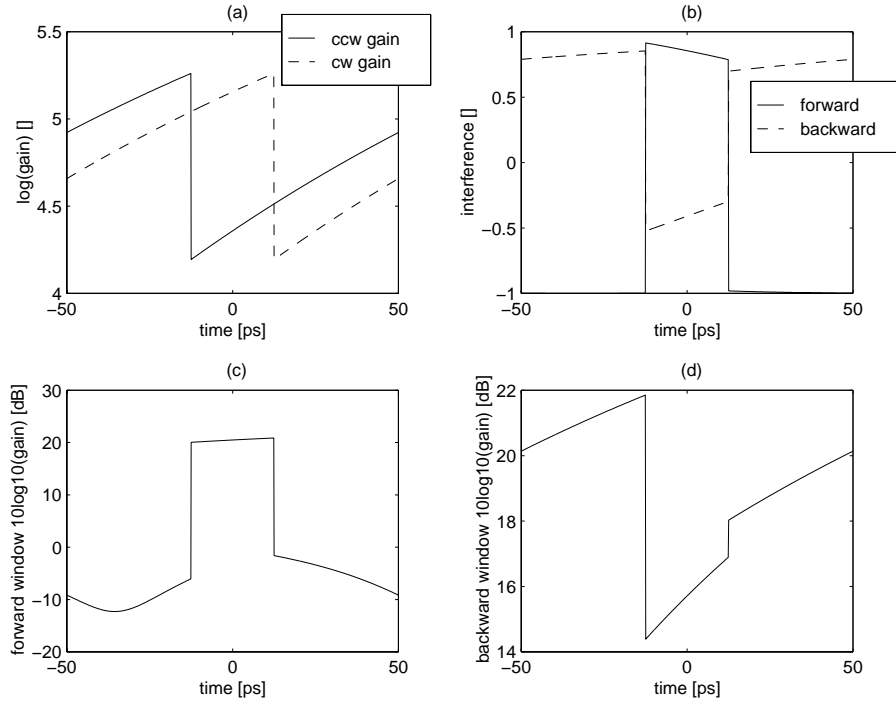 (a)
5.5
5
4.5
4
log(gain) []
-50
0
50
time [ps]
ccw gain
cw gain
(b)
1
0.5
0
-0.5
-1
interference []
-50
0
50
time [ps]
forward
backward
(c)
30
20
10
0
-10
-20
forward window 10log10(gain) [dB]
-50
0
50
time [ps]
(d)
22
20
18
16
14
backward window 10log10(gain) [dB]
-50
0
50
time [ps]